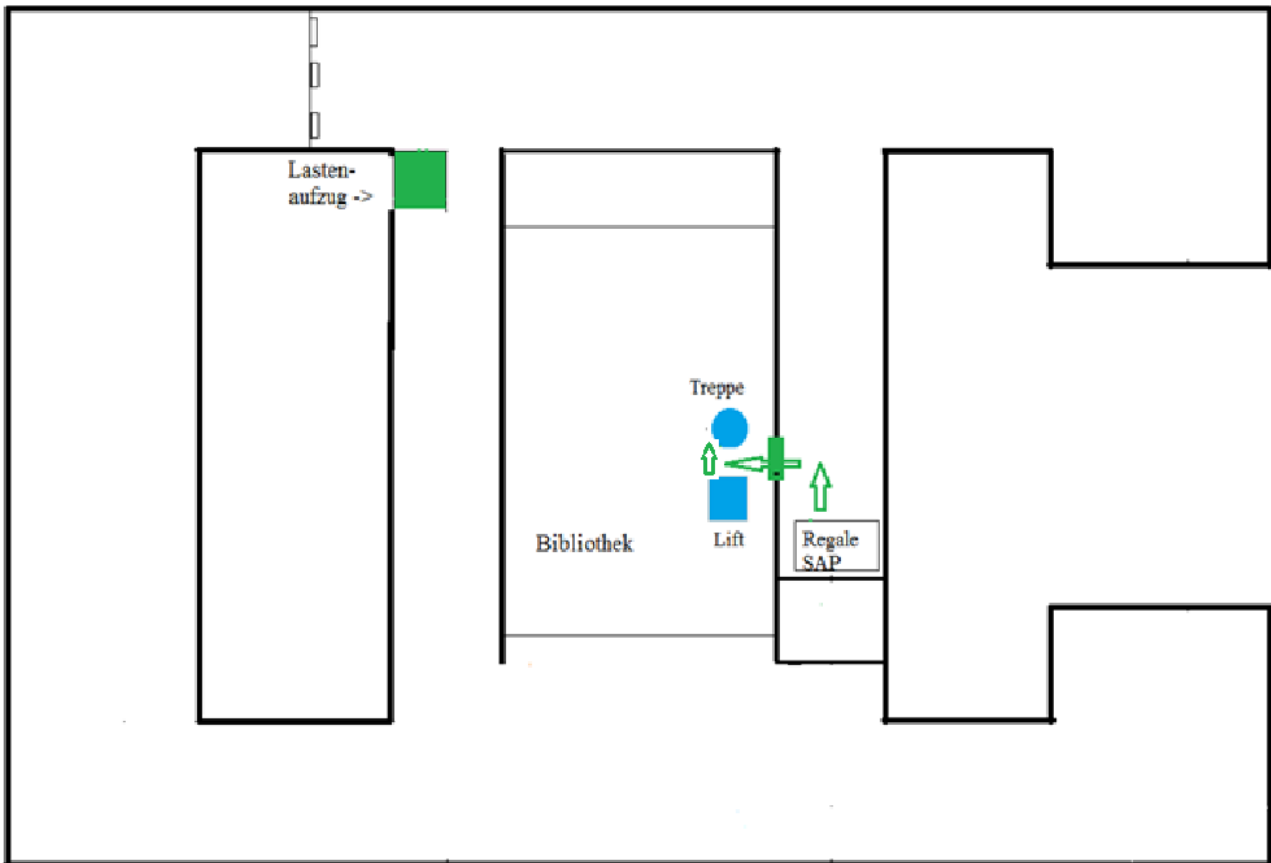 Lasten-
aufzug ->
Treppe
Bibliothek
Lift
Regale
SAP